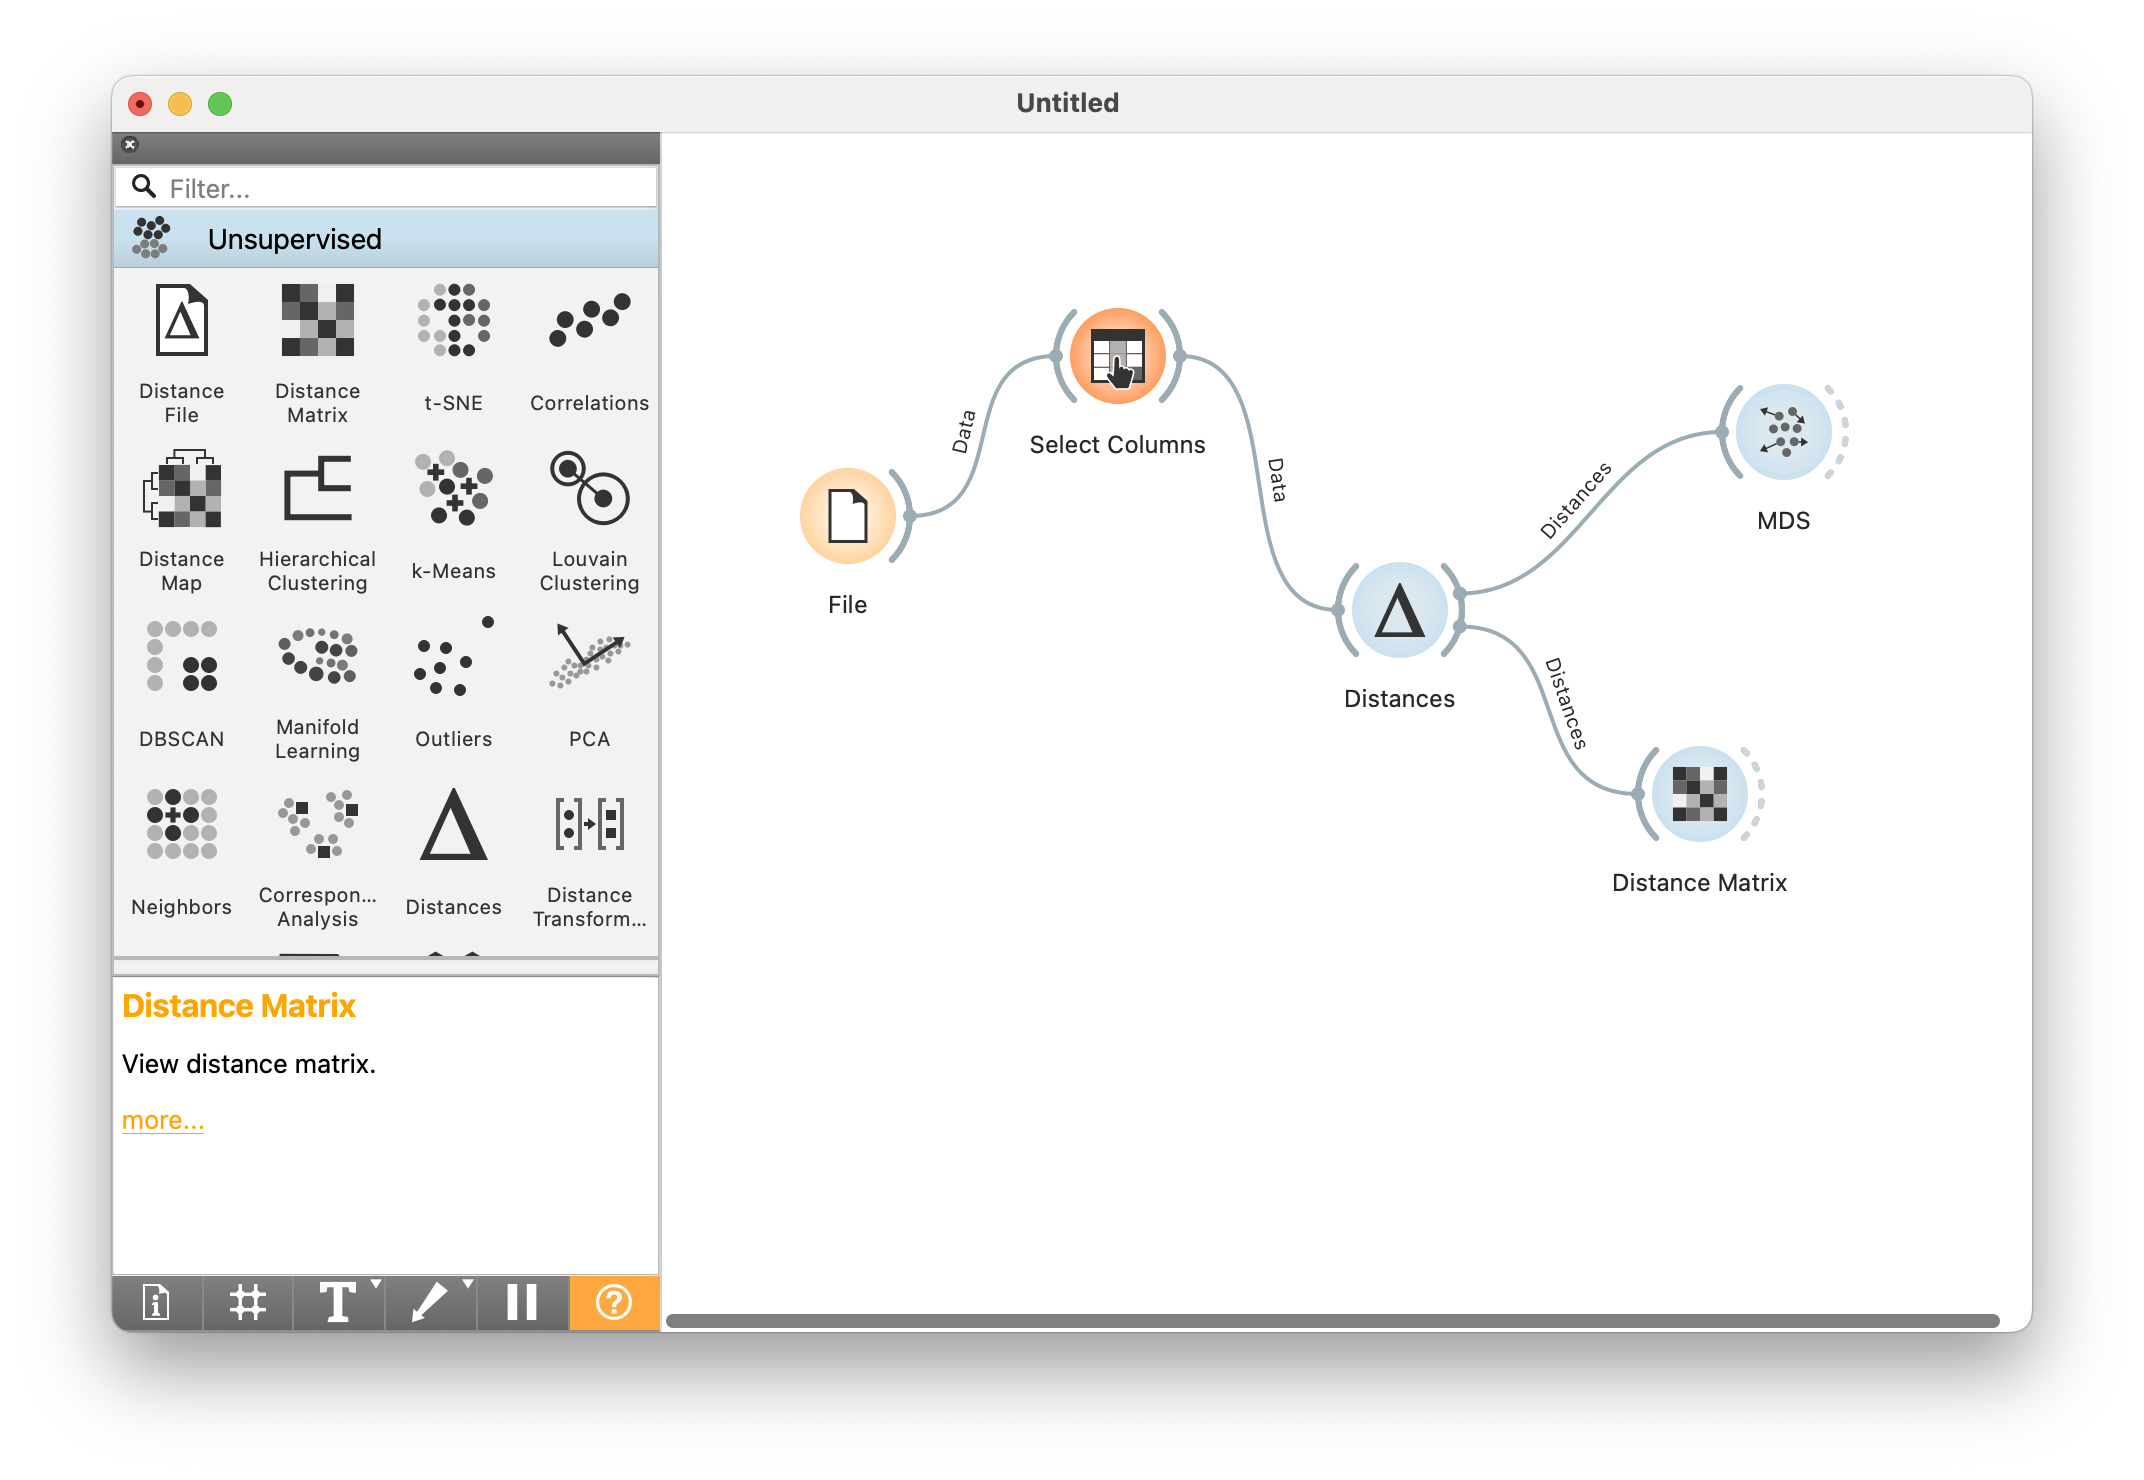 Untitled
Filter...
Unsupervised
Distance
File
Distance
Matrix
t-SNE
Correlations
Distance
Map
Hierarchical
Clustering
k-Means
Louvain
Clustering
DBSCAN
Manifold
Learning
Outliers
PCA
Neighbors
Correspon...
Analysis
Distances
Distance
Transform...
Distance Matrix
View distance matrix.
more...
File
Data
Select Columns
Data
Distances
Distances
MDS
Distances
Distance Matrix